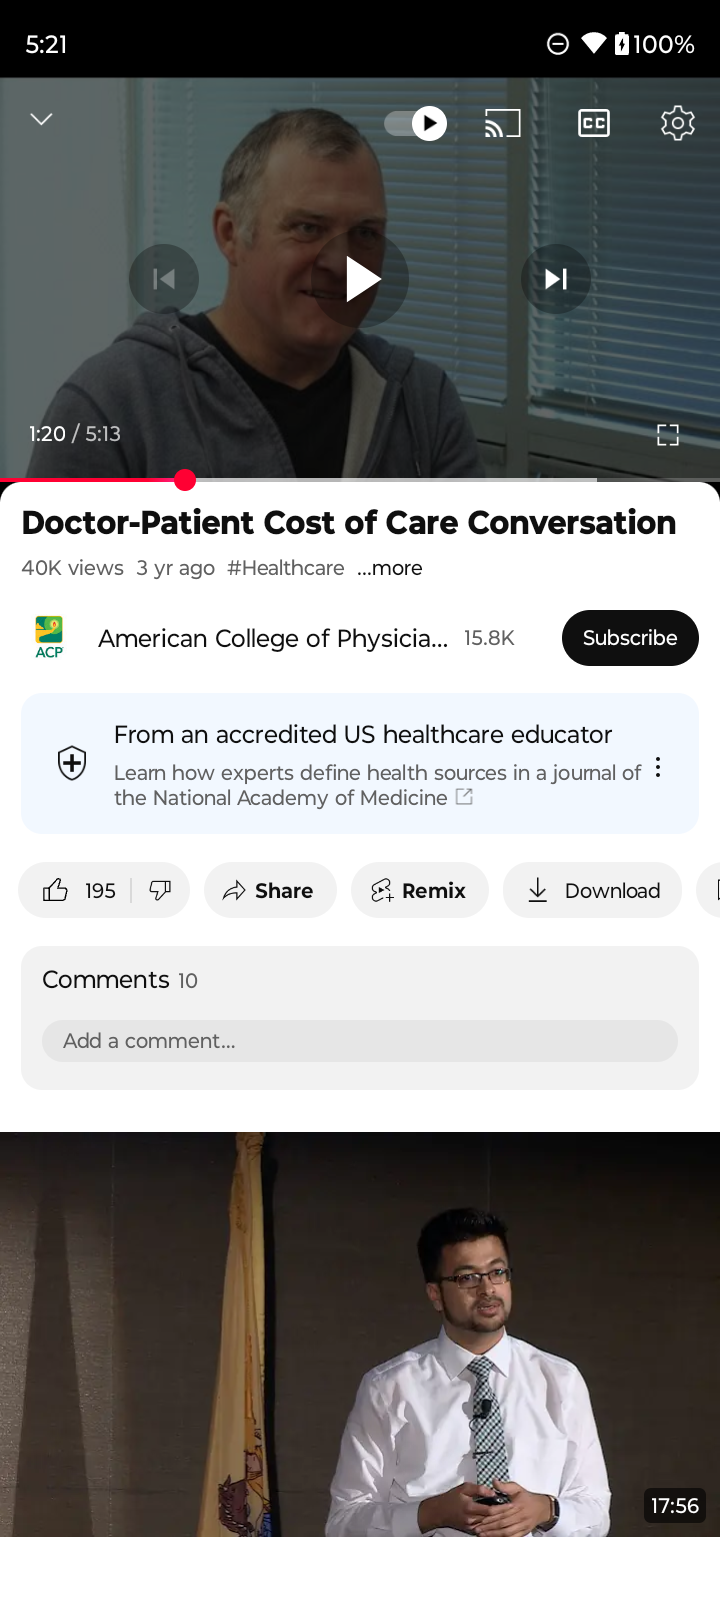 5:21
100%
CC
1:20 / 5:13
Doctor-Patient Cost of Care Conversation
40K views 3 yr ago #Healthcare ...more
ACP
American College of Physicia... 15.8K
Subscribe
From an accredited US healthcare educator
Learn how experts define health sources in a journal of
the National Academy of Medicine
195
Share
Remix
Download
Comments 10
Add a comment...
17:56